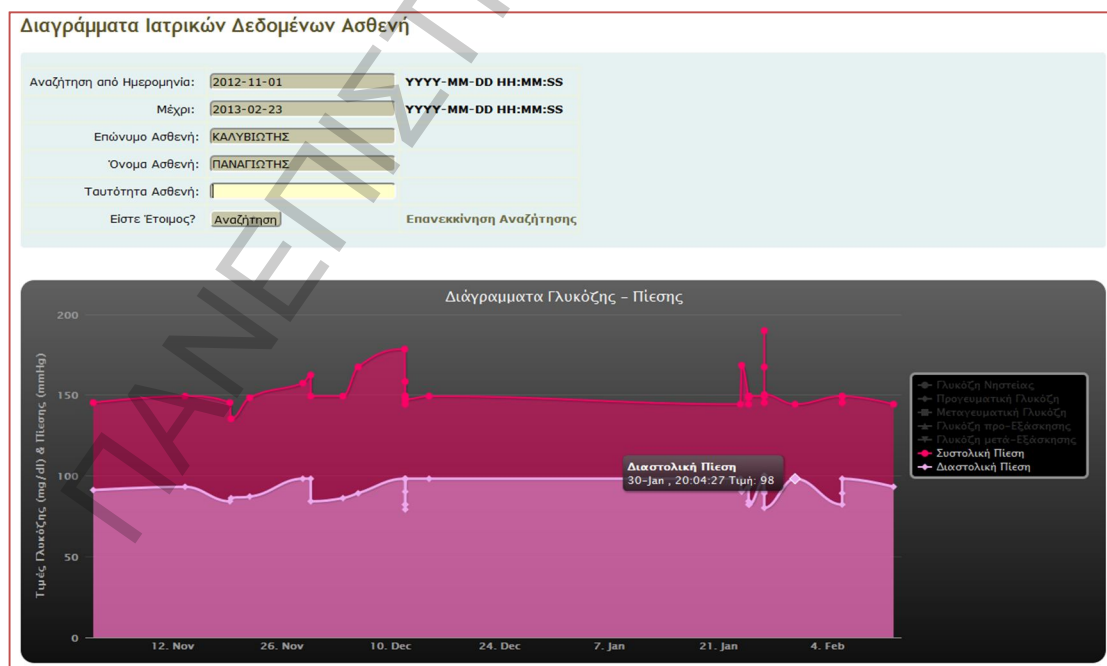 Διαγράμματα Ιατρικών Δεδομένων Ασθενή
Αναζήτηση από Ημερομηνία: 2012-11-01 YYYY-MM-DD HH:MM:SS
Μέχρι: 2013-02-23 YYYY-MM-DD HH:MM:SS
Επώνυμο Ασθενή: ΚΑΛΥΒΙΩΤΗΣ
Όνομα Ασθενή: ΠΑΝΑΓΙΩΤΗΣ
Ταυτότητα Ασθενή:
Είστε Έτοιμος? Αναζήτηση Επανεκκίνηση Αναζήτησης
Διάγραμματα Γλυκόζης – Πίεσης
Τιμές Γλυκόζης (mg/dl) & Πίεσης (mmHg)
200
150
100
50
0
12. Nov 26. Nov 10. Dec 24. Dec 7. Jan 21. Jan 4. Feb
Διαστολική Πίεση
30-Jan , 20:04:27 Τιμή: 98
Γλυκόζη Νηστείας
Προγευματική Γλυκόζη
Μεταγευματική Γλυκόζη
Γλυκόζη προ-Εξάσκησης
Γλυκόζη μετά-Εξάσκησης
Συστολική Πίεση
Διαστολική Πίεση
ΠΑΝΕΠΙΣΤ